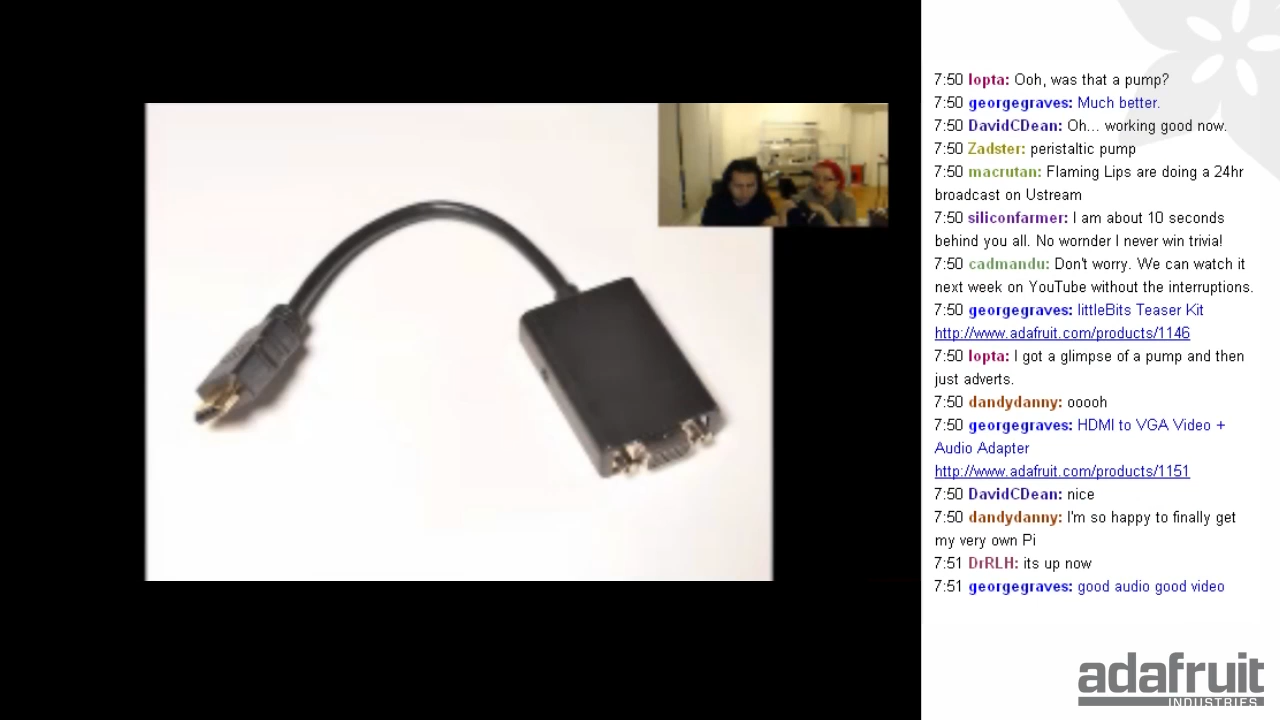 7:50 lopta: Ooh, was that a pump?
7:50 georgegraves: Much better.
7:50 DavidCDean: Oh... working good now.
7:50 Zadster: peristaltic pump
7:50 macrutan: Flaming Lips are doing a 24hr
broadcast on Ustream
7:50 siliconfarmer: I am about 10 seconds
behind you all. No wornder I never win trivia!
7:50 cadmandu: Don't worry. We can watch it
next week on YouTube without the interruptions.
7:50 georgegraves: littleBits Teaser Kit
http://www.adafruit.com/products/1146
7:50 lopta: I got a glimpse of a pump and then
just adverts.
7:50 dandydanny: ooooh
7:50 georgegraves: HDMI to VGA Video +
Audio Adapter
http://www.adafruit.com/products/1151
7:50 DavidCDean: nice
7:50 dandydanny: I'm so happy to finally get
my very own Pi
7:51 DrRLH: its up now
7:51 georgegraves: good audio good video
adafruit
INDUSTRIES